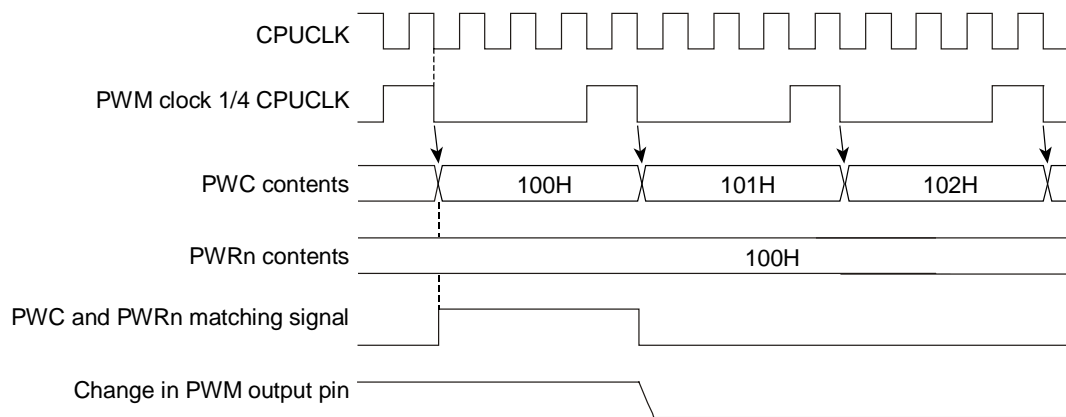 CPUCLK
PWM clock 1/4 CPUCLK
PWC contents
100H
101H
102H
PWRn contents
100H
PWC and PWRn matching signal
Change in PWM output pin